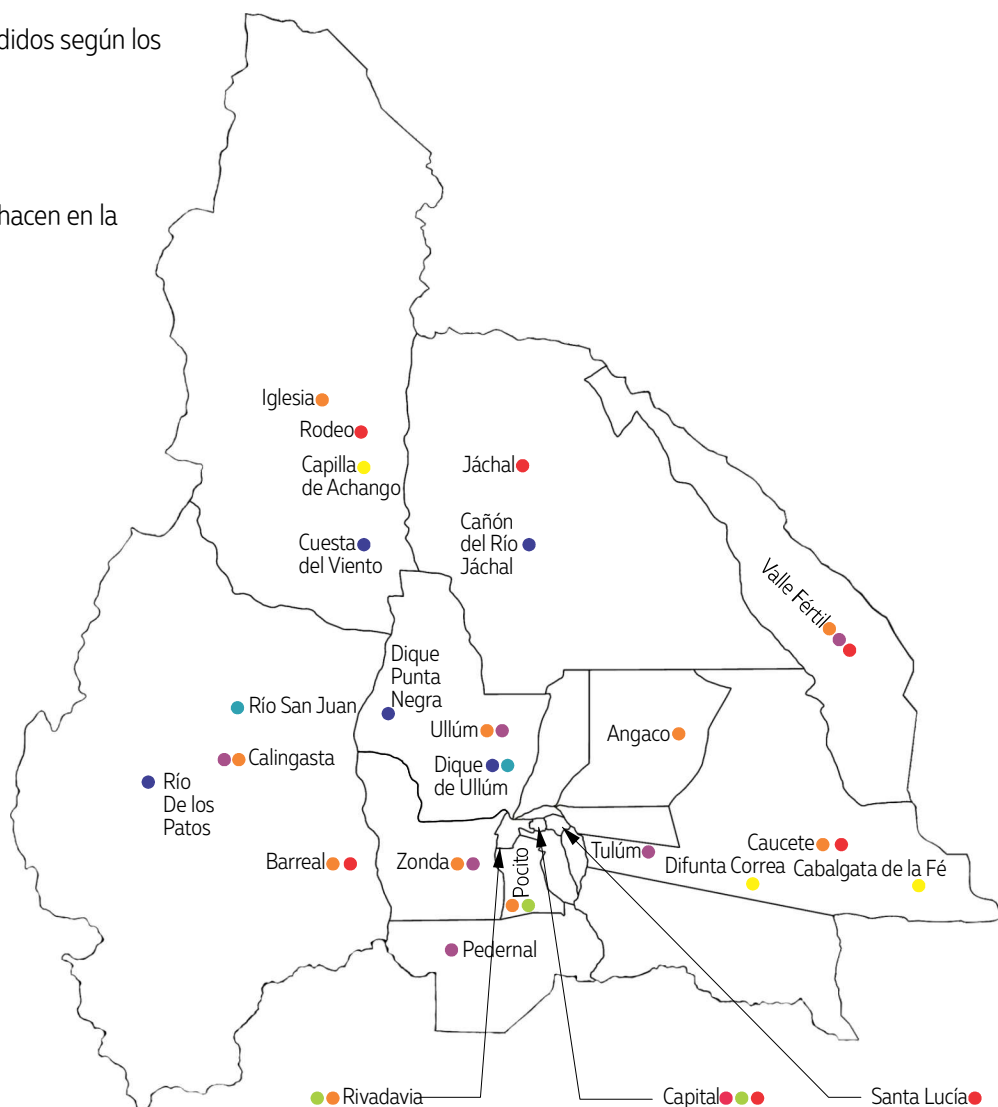 didos según los
hacen en la
Iglesia
Rodeo
Capilla
de Achango
Cuesta
del Viento
Jáchal
Cañón
del Río
Jáchal
Valle Fértil
Dique
Punta
Negra
Río San Juan
Ullúm
Angaco
Calingasta
Dique
de Ullúm
Río
De los
Patos
Barreal
Zonda
Pocito
Tulúm
Caucete
Difunta Correa
Cabalgata de la Fé
Pedernal
Rivadavia
Capital
Santa Lucía